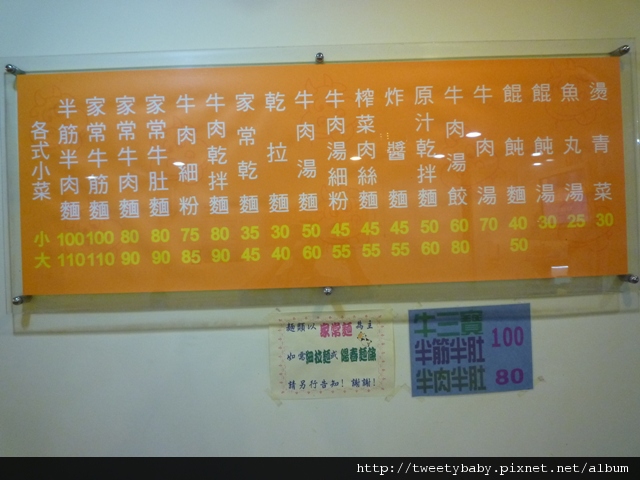 各式小菜
小 大
半筋半肉麵 100 110
家常牛筋麵 100 110
家常牛肉麵 80 90
家常牛肚麵 80 90
牛肉細粉 75 85
牛肉乾拌麵 80 90
家常乾麵 35 45
乾拉麵 30 40
牛肉湯麵 50 60
牛肉湯細粉 45 55
榨菜肉絲麵 45 55
炸醬麵 45 55
原汁乾拌麵 50 60
牛肉湯餃 60 80
牛肉湯 70
餛飩麵 40 50
餛飩湯 30
魚丸湯 25
燙青菜 30
麵類以家常麵為主
如需細拉麵或陽春麵請
請另行告知!謝謝!
牛三寶
半筋半肚 100
半肉半肚 80
http://tweetybaby.pixnet.net/album